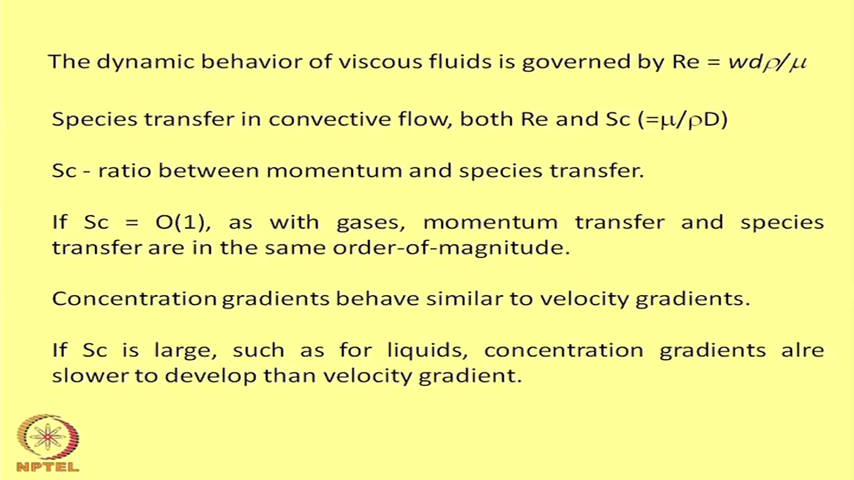 The dynamic behavior of viscous fluids is governed by Re = wdρ/μ
Species transfer in convective flow, both Re and Sc (=μ/ρD)
Sc - ratio between momentum and species transfer.
If Sc = O(1), as with gases, momentum transfer and species
transfer are in the same order-of-magnitude.
Concentration gradients behave similar to velocity gradients.
If Sc is large, such as for liquids, concentration gradients alre
slower to develop than velocity gradient.
NPTEL